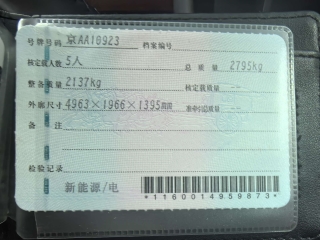 号牌号码 京AA16923 档案编号
核定载人数 5人 总质量 2795kg
整备质量 2137kg 核定载质量 --
外廓尺寸 4963×1966×1395mm 准牵引总质量 --
备注
检验记录
新能源/电
*1160014959873*